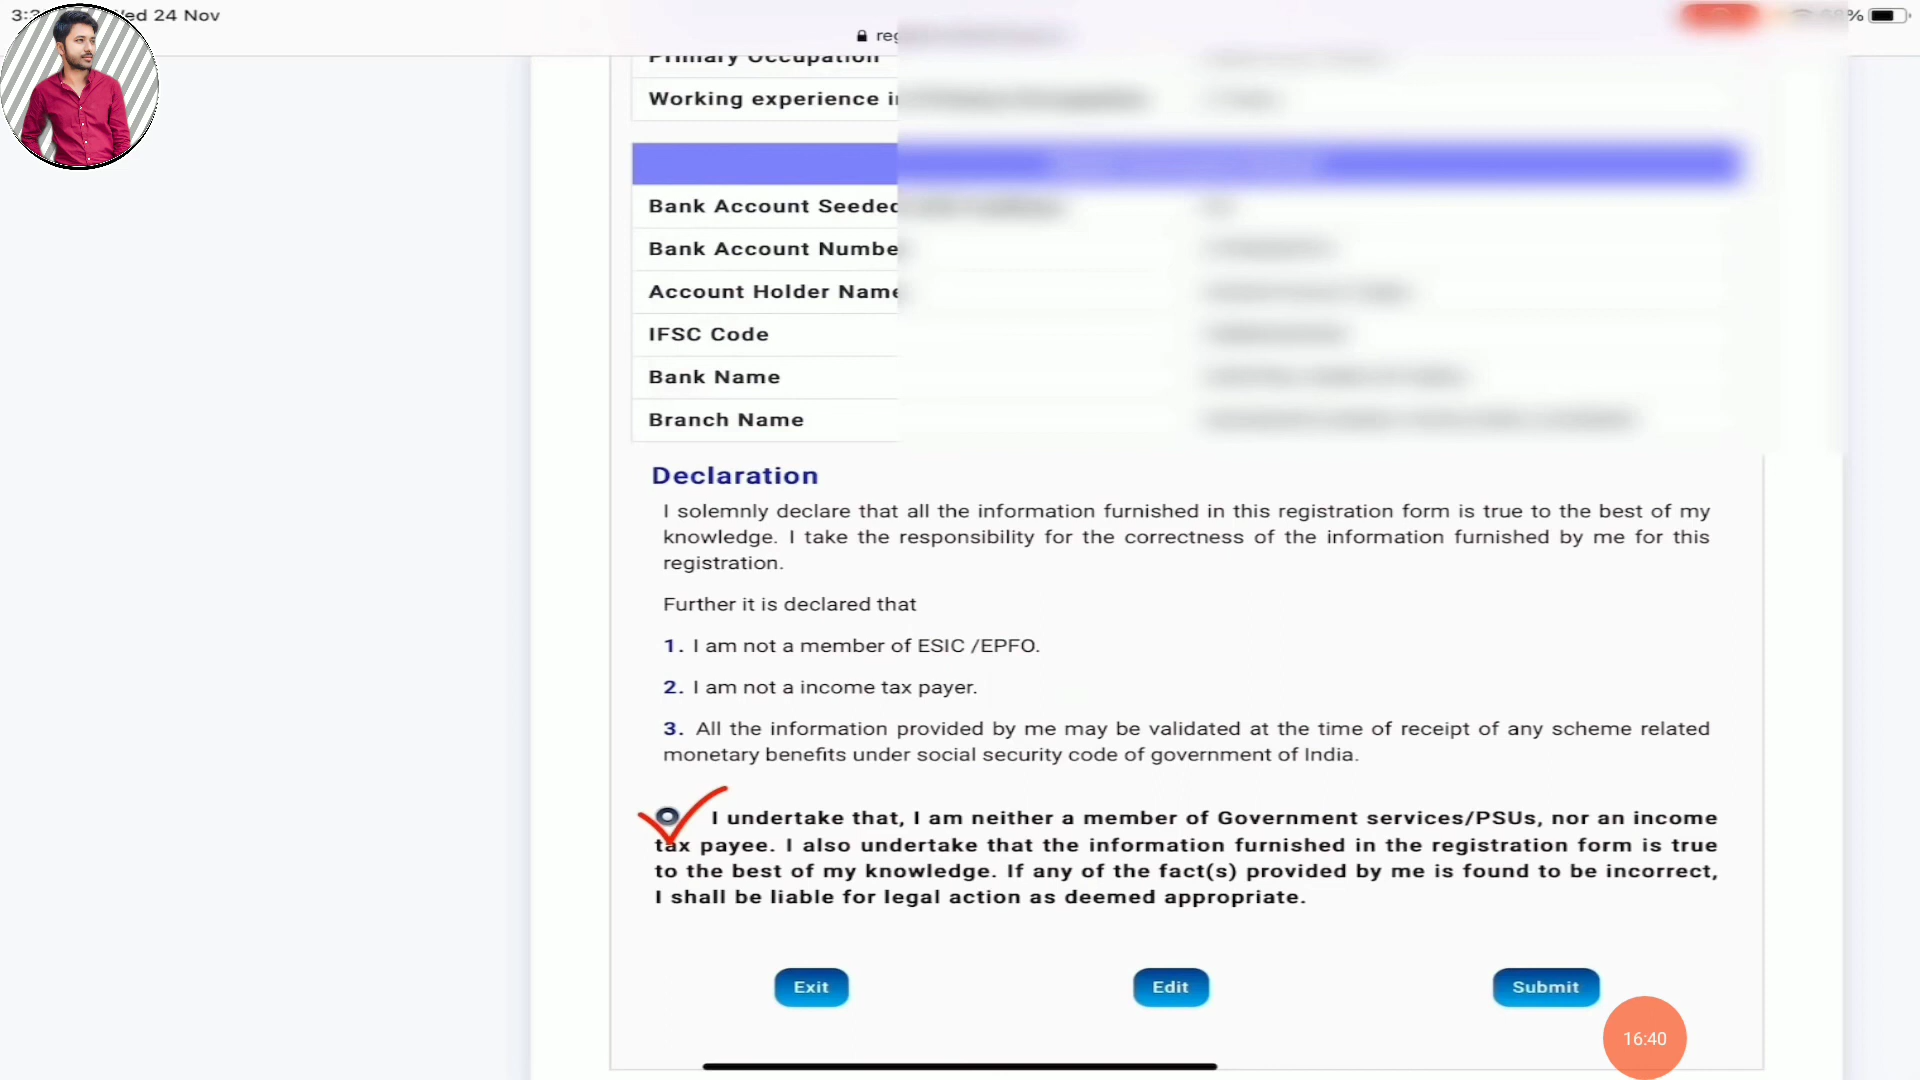 Wed 24 Nov
%
Primary Occupation
Working experience
Bank Account Seeded
Bank Account Number
Account Holder Name
IFSC Code
Bank Name
Branch Name
Declaration
I solemnly declare that all the information furnished in this registration form is true to the best of my
knowledge. I take the responsibility for the correctness of the information furnished by me for this
registration.
Further it is declared that
1. I am not a member of ESIC /EPFO.
2. I am not a income tax payer.
3. All the information provided by me may be validated at the time of receipt of any scheme related
monetary benefits under social security code of government of India.
I undertake that, I am neither a member of Government services/PSUs, nor an income
tax payee. I also undertake that the information furnished in the registration form is true
to the best of my knowledge. If any of the fact(s) provided by me is found to be incorrect,
I shall be liable for legal action as deemed appropriate.
Exit Edit Submit
16:40